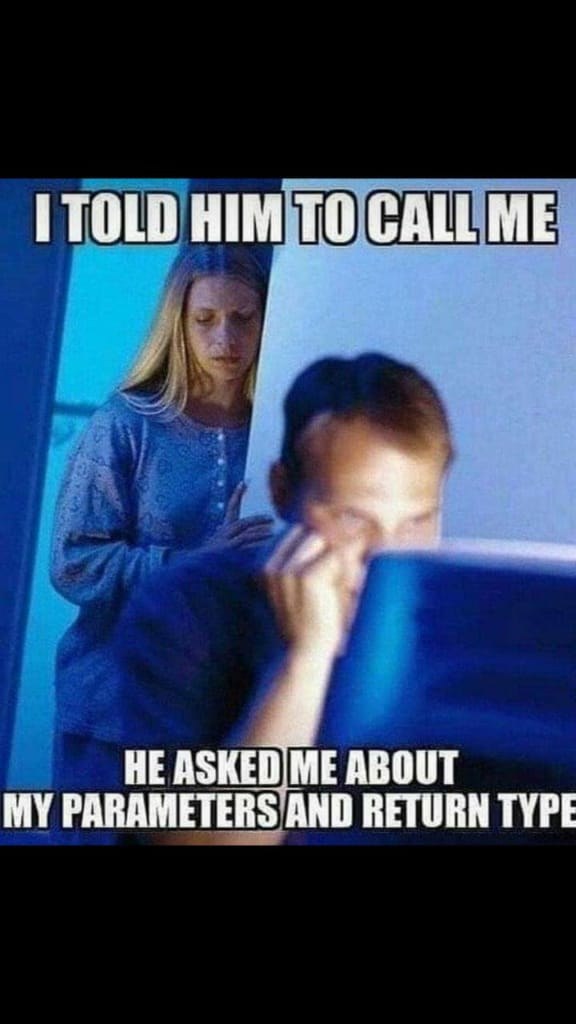 I TOLD HIM TO CALL ME
HE ASKED ME ABOUT
MY PARAMETERS AND RETURN TYPE